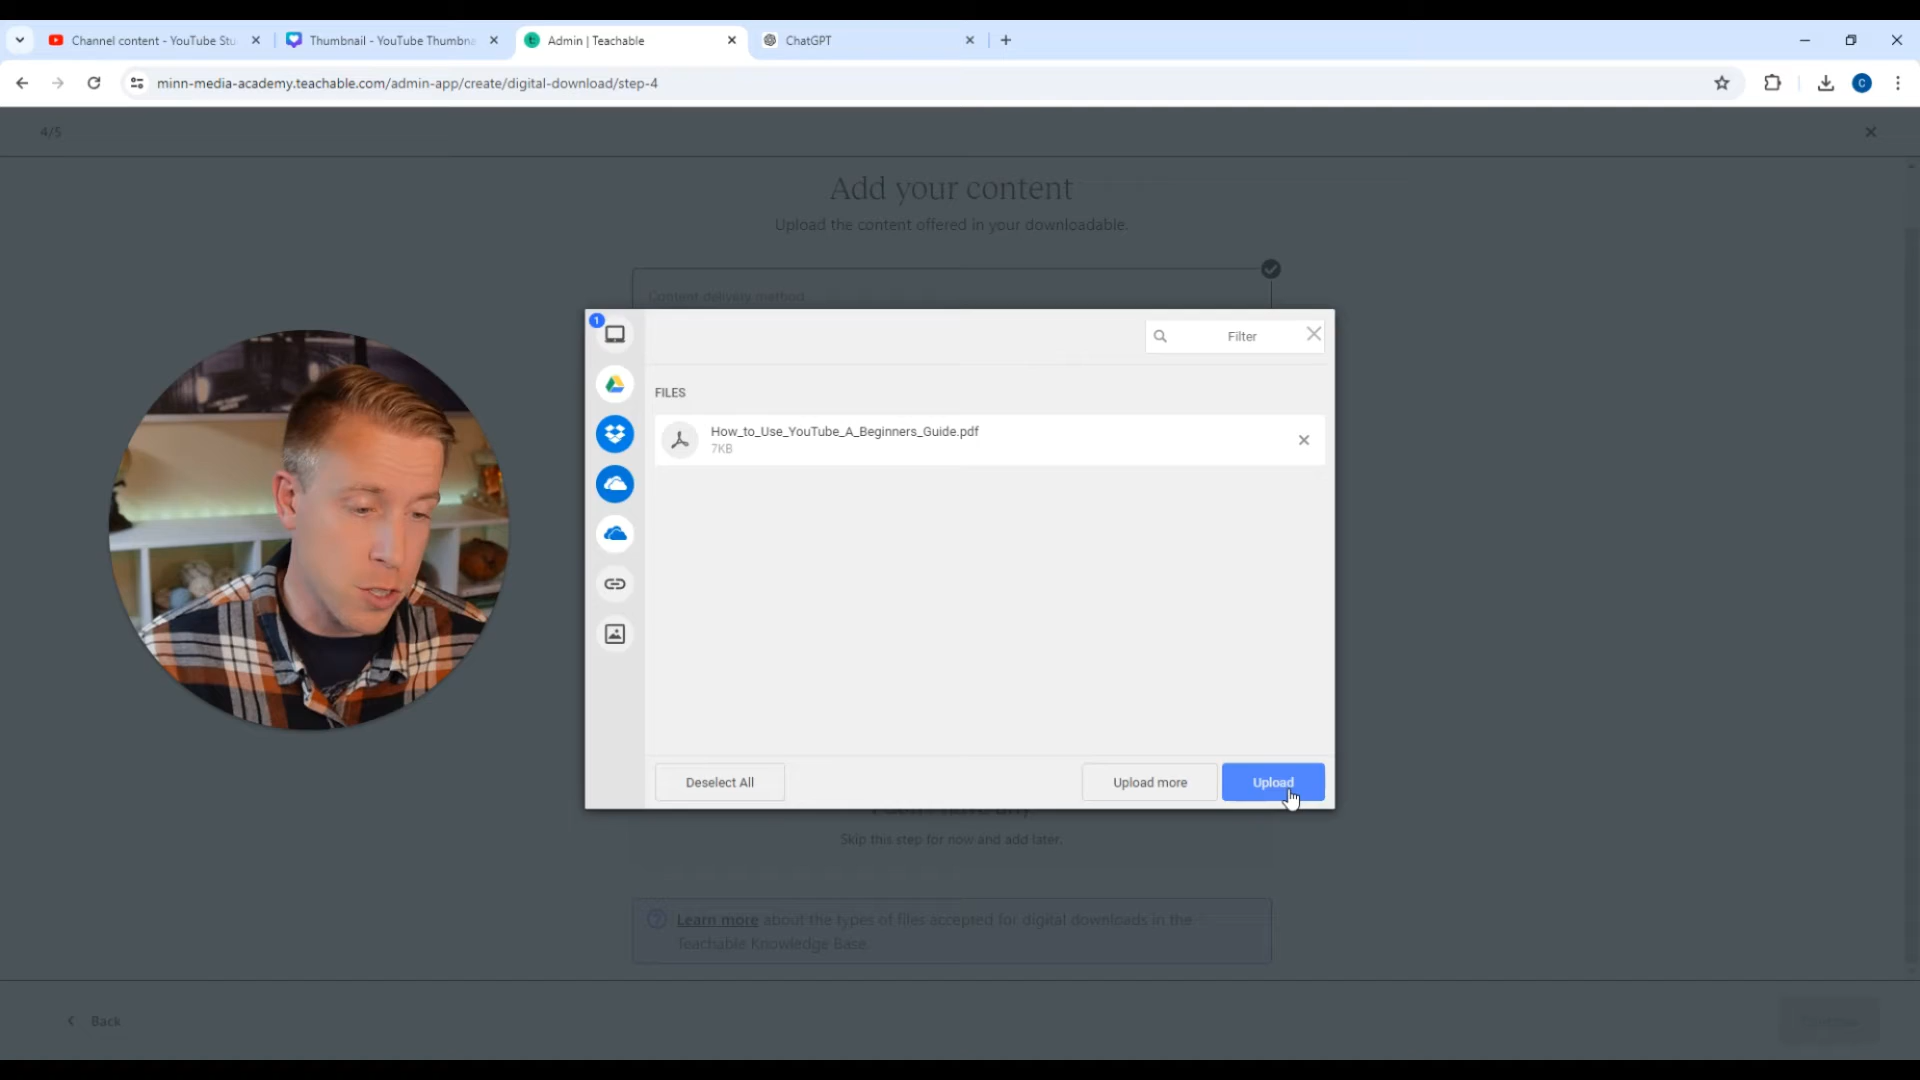 Channel content - YouTube Stu
Thumbnail - YouTube Thumbna
Admin | Teachable
ChatGPT
minn-media-academy.teachable.com/admin-app/create/digital-download/step-4
C
4/5
Add your content
Upload the content offered in your downloadable.
Content delivery method
1
Filter
FILES
How_to_Use_YouTube_A_Beginners_Guide.pdf
7KB
Deselect All
Upload more
Upload
Skip this step for now and add later.
Learn more about the types of files accepted for digital downloads in the
Teachable Knowledge Base.
Back